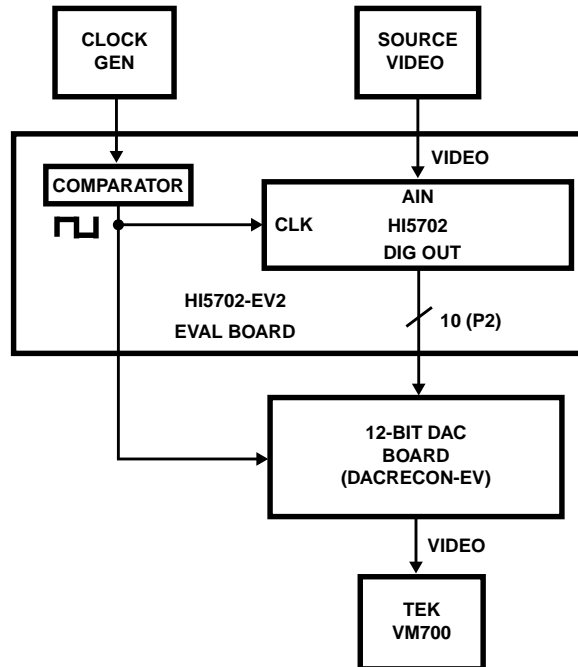 CLOCK
GEN
SOURCE
VIDEO
VIDEO
COMPARATOR
AIN
CLK
HI5702
DIG OUT
HI5702-EV2
EVAL BOARD
10 (P2)
12-BIT DAC
BOARD
(DACRECON-EV)
VIDEO
TEK
VM700